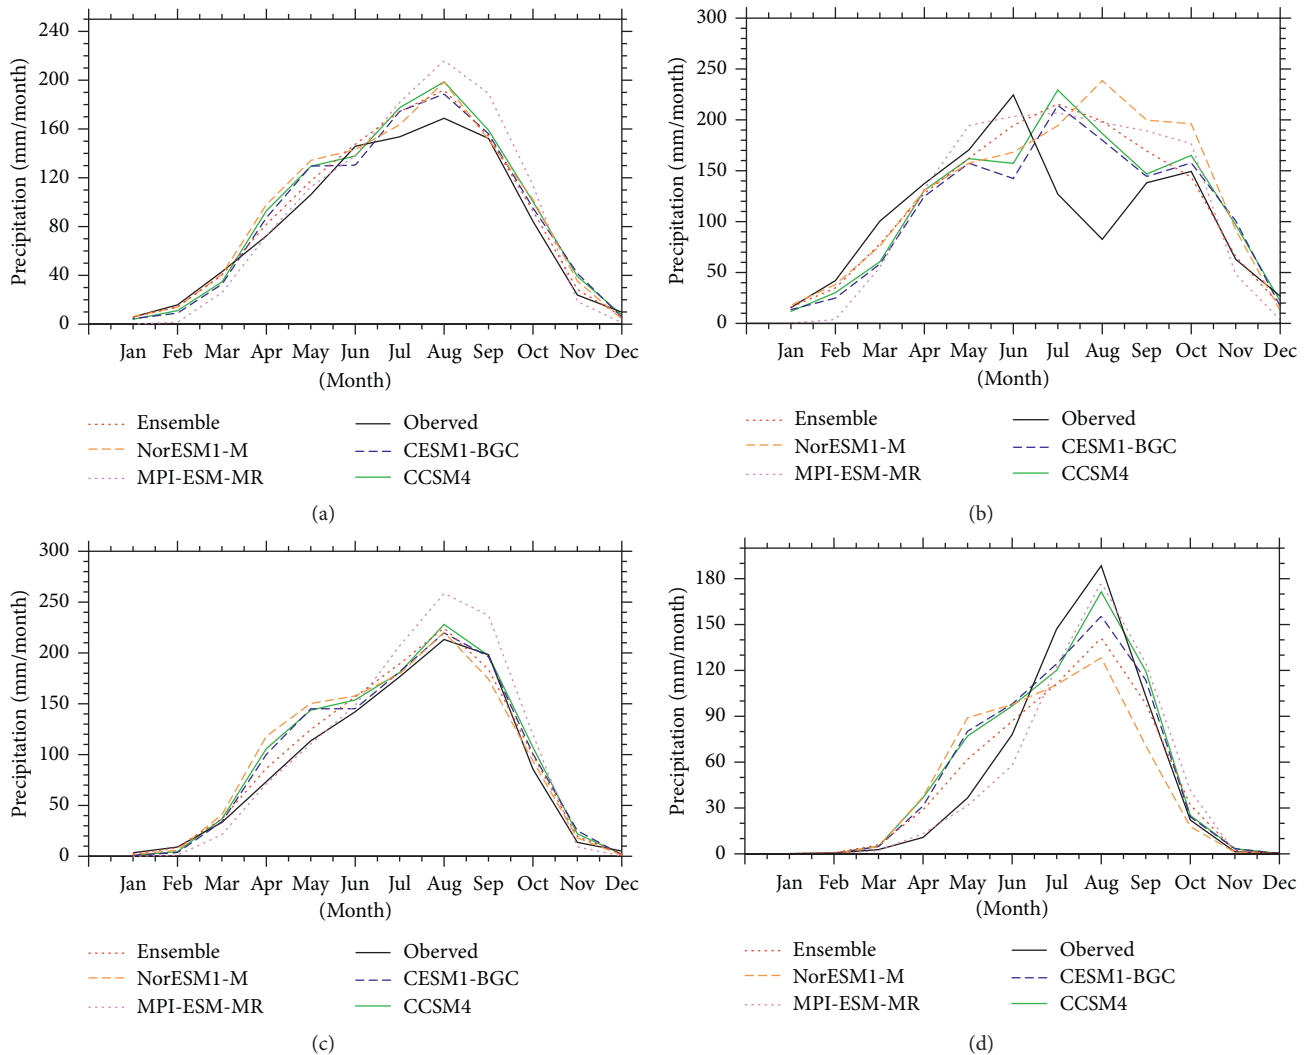 240
200
160
120
80
40
0
Precipitation (mm/month)
Jan Feb Mar Apr May Jun Jul Aug Sep Oct Nov Dec
(Month)
Ensemble
NorESM1-M
MPI-ESM-MR
Oberved
CESM1-BGC
CCSM4
(a)
300
250
200
150
100
50
0
Precipitation (mm/month)
Jan Feb Mar Apr May Jun Jul Aug Sep Oct Nov Dec
(Month)
Ensemble
NorESM1-M
MPI-ESM-MR
Oberved
CESM1-BGC
CCSM4
(b)
300
250
200
150
100
50
0
Precipitation (mm/month)
Jan Feb Mar Apr May Jun Jul Aug Sep Oct Nov Dec
(Month)
Ensemble
NorESM1-M
MPI-ESM-MR
Oberved
CESM1-BGC
CCSM4
(c)
180
150
120
90
60
30
0
Precipitation (mm/month)
Jan Feb Mar Apr May Jun Jul Aug Sep Oct Nov Dec
(Month)
Ensemble
NorESM1-M
MPI-ESM-MR
Oberved
CESM1-BGC
CCSM4
(d)